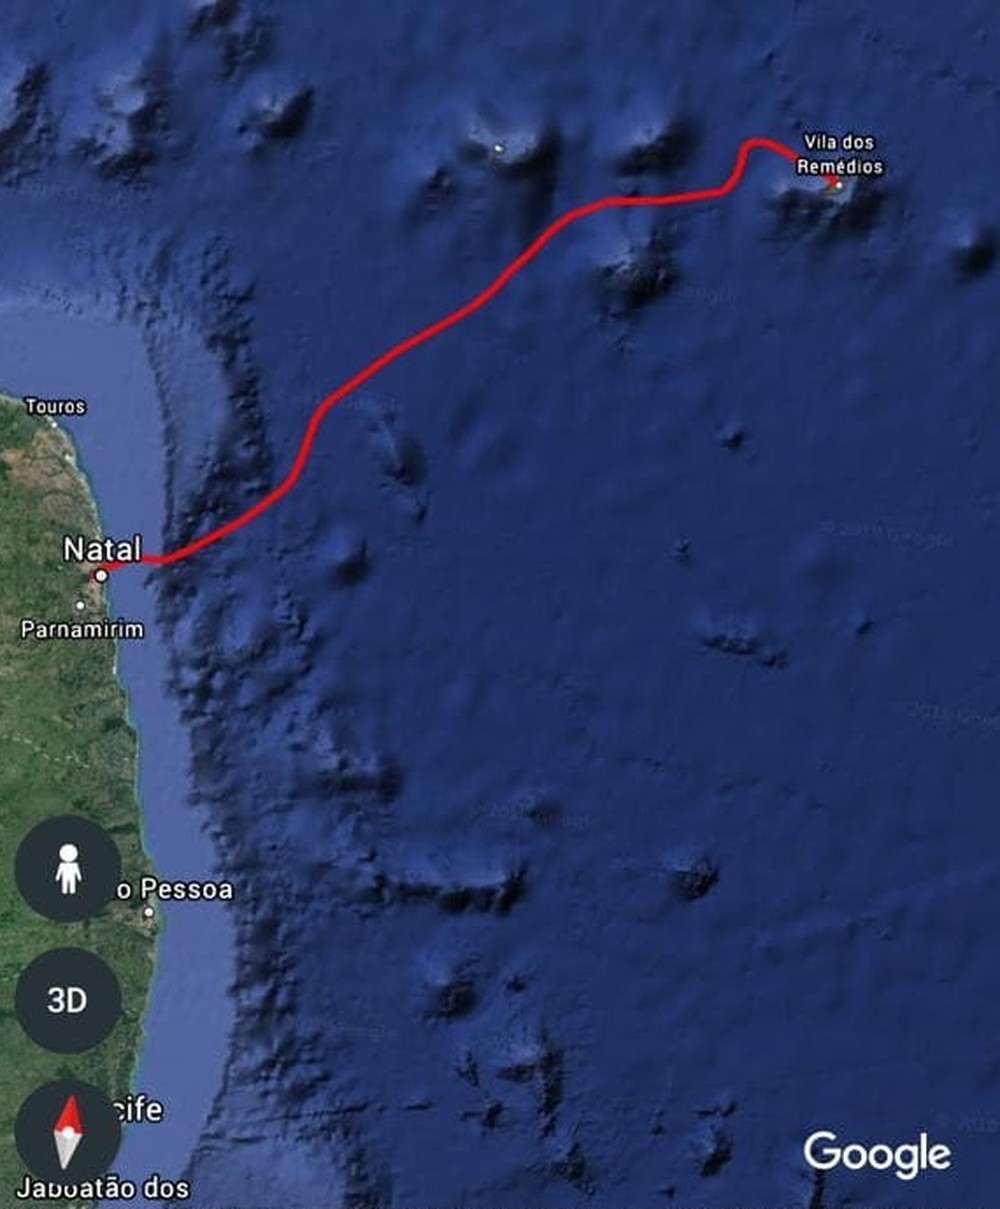 Vila dos
Remédios
Touros
Natal
Parnamirim
o Pessoa
3D
cife
Jaboatão dos
Google